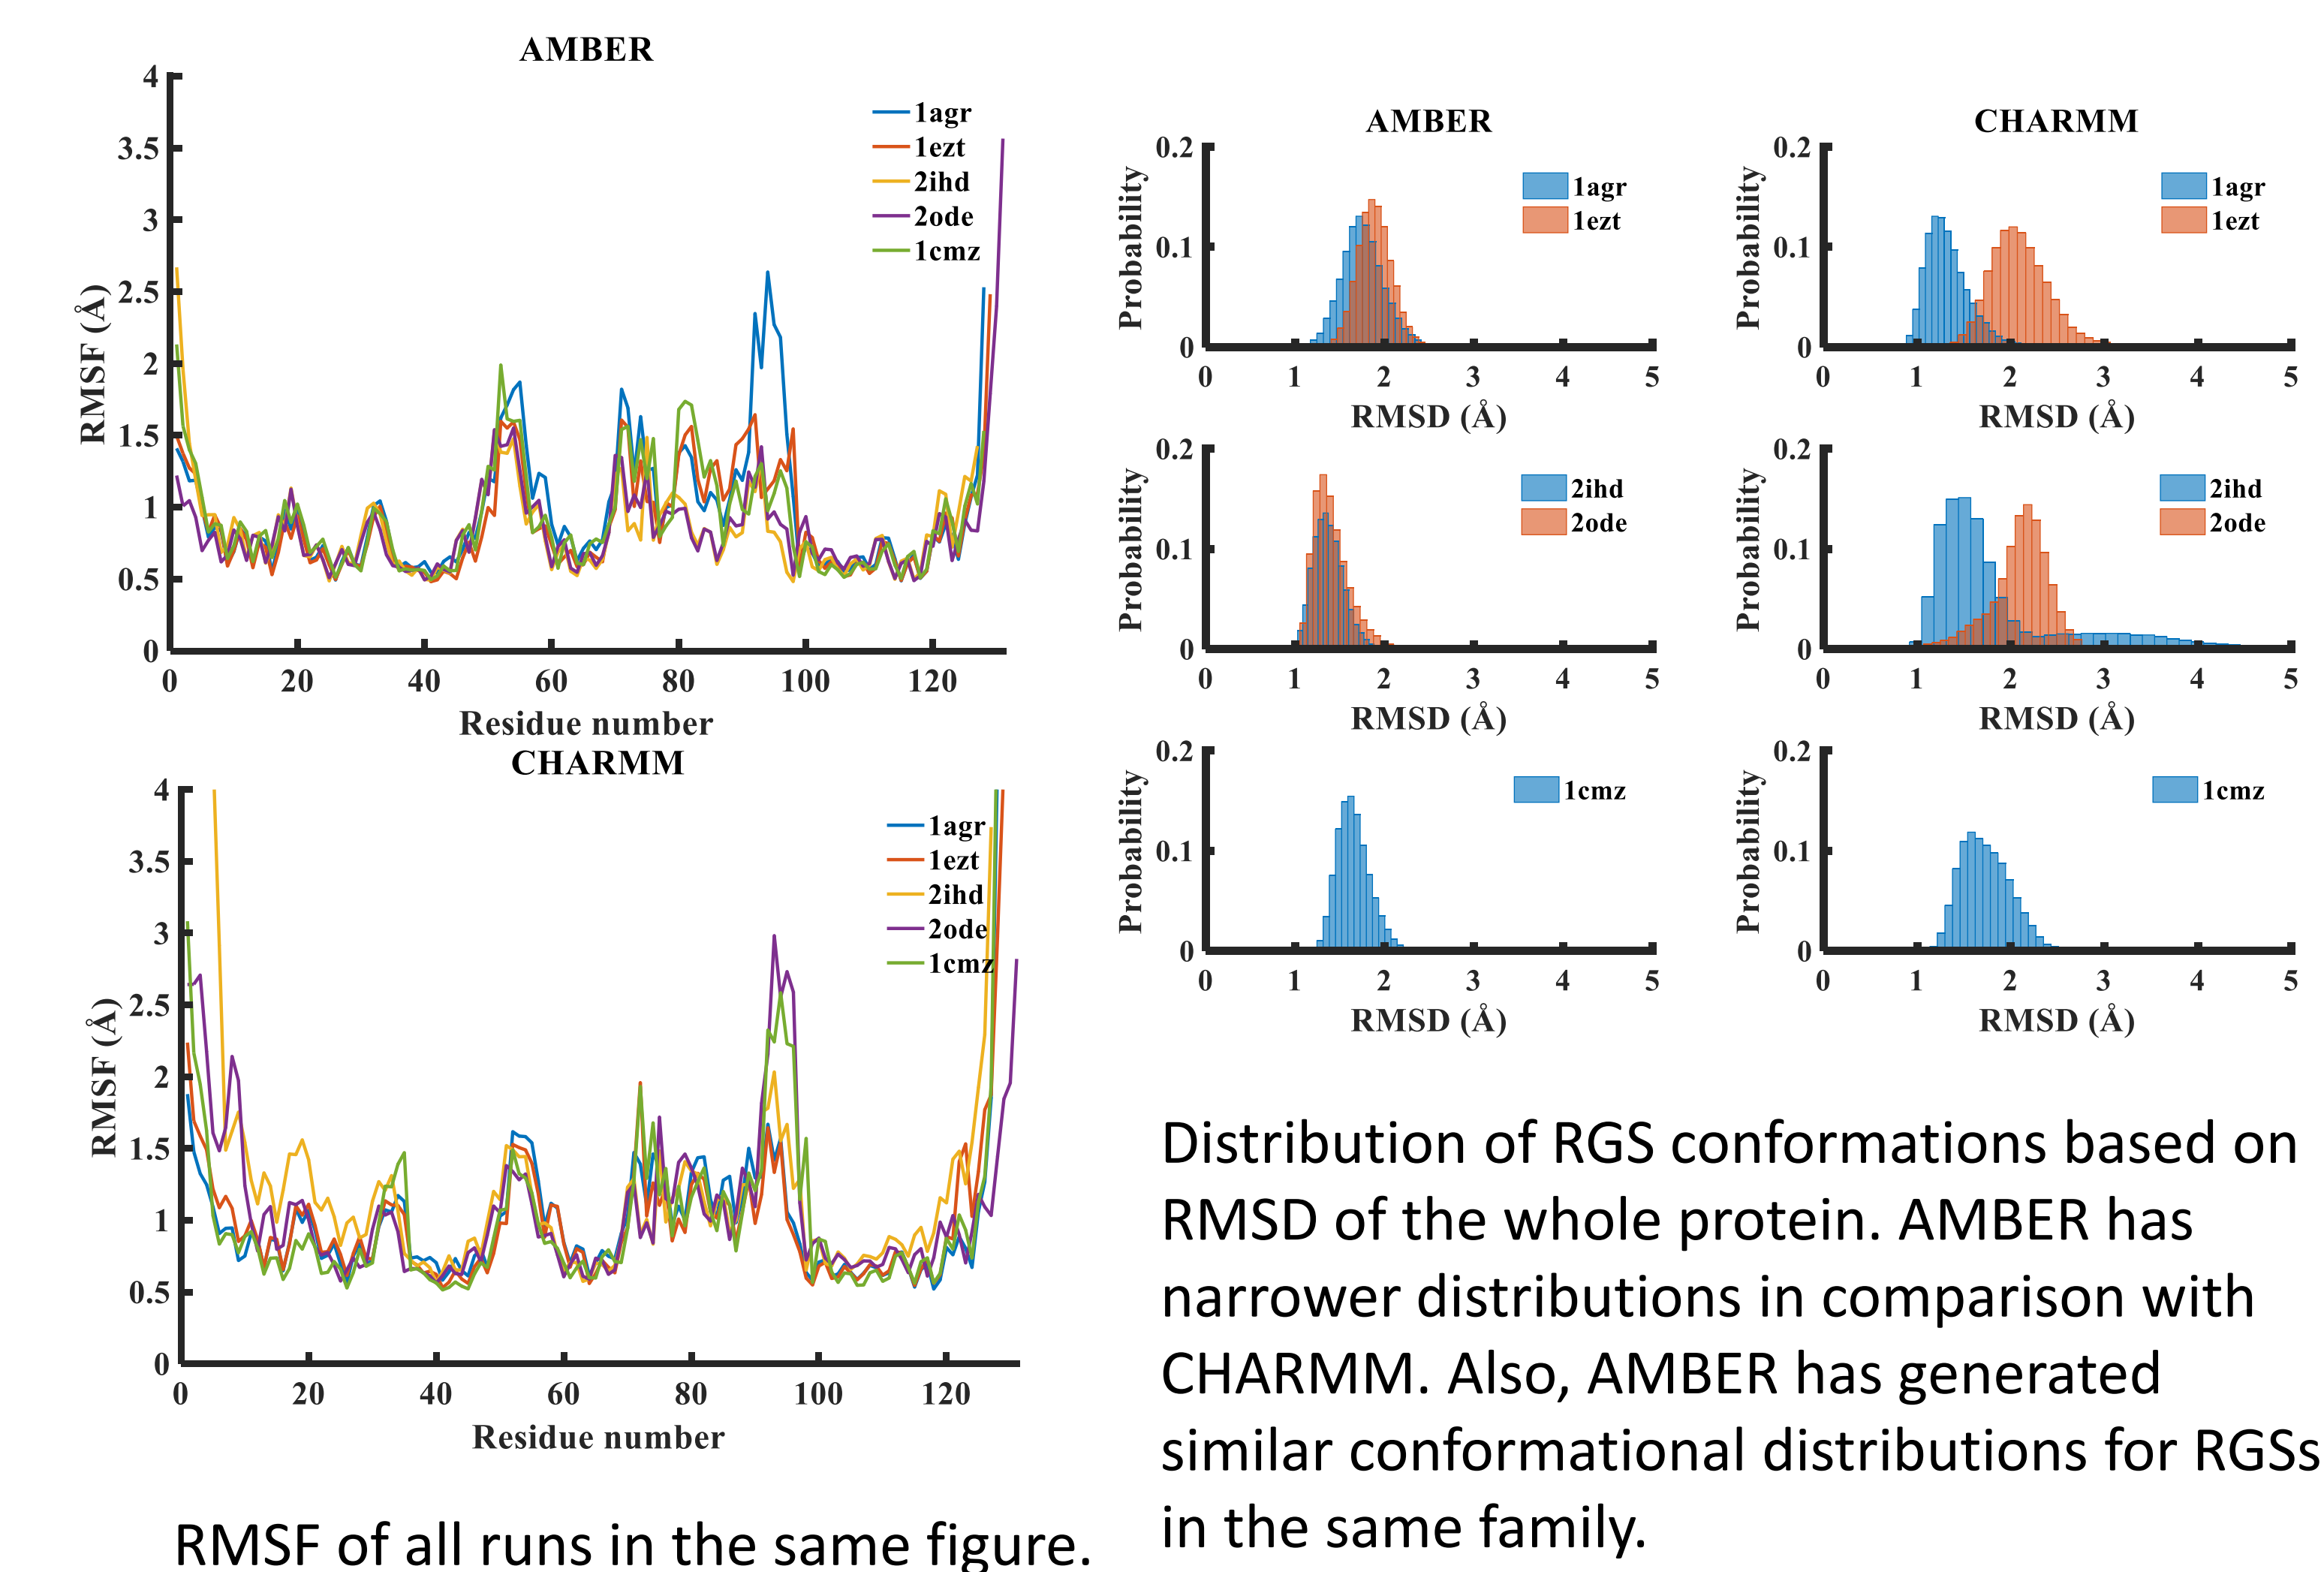 AMBER
4
3.5
3
2.5
2
1.5
1
0.5
0
RMSF (Å)
1agr
1ezt
2ihd
2ode
1cmz
0 20 40 60 80 100 120
Residue number
CHARMM
4
3.5
3
2.5
2
1.5
1
0.5
0
RMSF (Å)
1agr
1ezt
2ihd
2ode
1cmz
0 20 40 60 80 100 120
Residue number
RMSF of all runs in the same figure.
AMBER
0.2
0.1
0
Probability
1agr
1ezt
0 1 2 3 4 5
RMSD (Å)
CHARMM
0.2
0.1
0
Probability
1agr
1ezt
0 1 2 3 4 5
RMSD (Å)
0.2
0.1
0
Probability
2ihd
2ode
0 1 2 3 4 5
RMSD (Å)
0.2
0.1
0
Probability
2ihd
2ode
0 1 2 3 4 5
RMSD (Å)
0.2
0.1
0
Probability
1cmz
0 1 2 3 4 5
RMSD (Å)
0.2
0.1
0
Probability
1cmz
0 1 2 3 4 5
RMSD (Å)
Distribution of RGS conformations based on
RMSD of the whole protein. AMBER has
narrower distributions in comparison with
CHARMM. Also, AMBER has generated
similar conformational distributions for RGSs
in the same family.